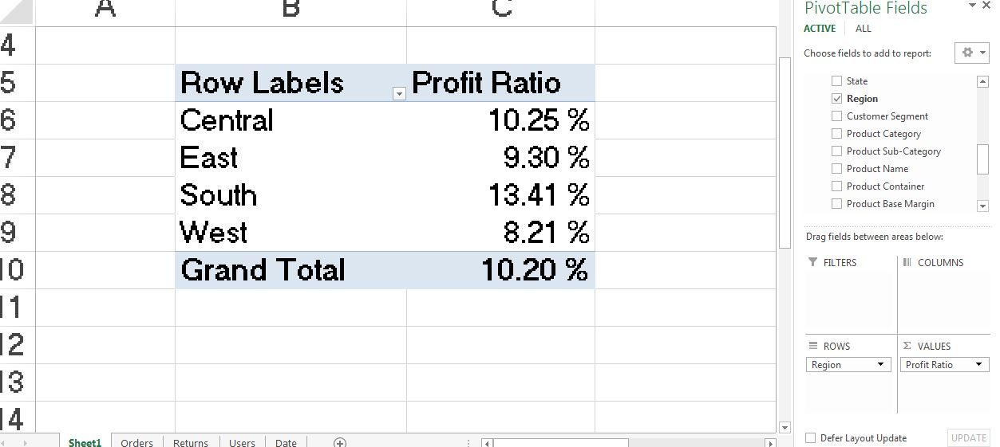 A B C
PivotTable Fields
ACTIVE ALL
Choose fields to add to report:
4
5 Row Labels Profit Ratio
6 Central 10.25 %
7 East 9.30 %
8 South 13.41 %
9 West 8.21 %
10 Grand Total 10.20 %
11
12
13
14
State
Region
Customer Segment
Product Category
Product Sub-Category
Product Name
Product Container
Product Base Margin
Drag fields between areas below:
FILTERS COLUMNS
ROWS Σ VALUES
Region Profit Ratio
Defer Layout Update UPDATE
Sheet1 Orders Returns Users Date